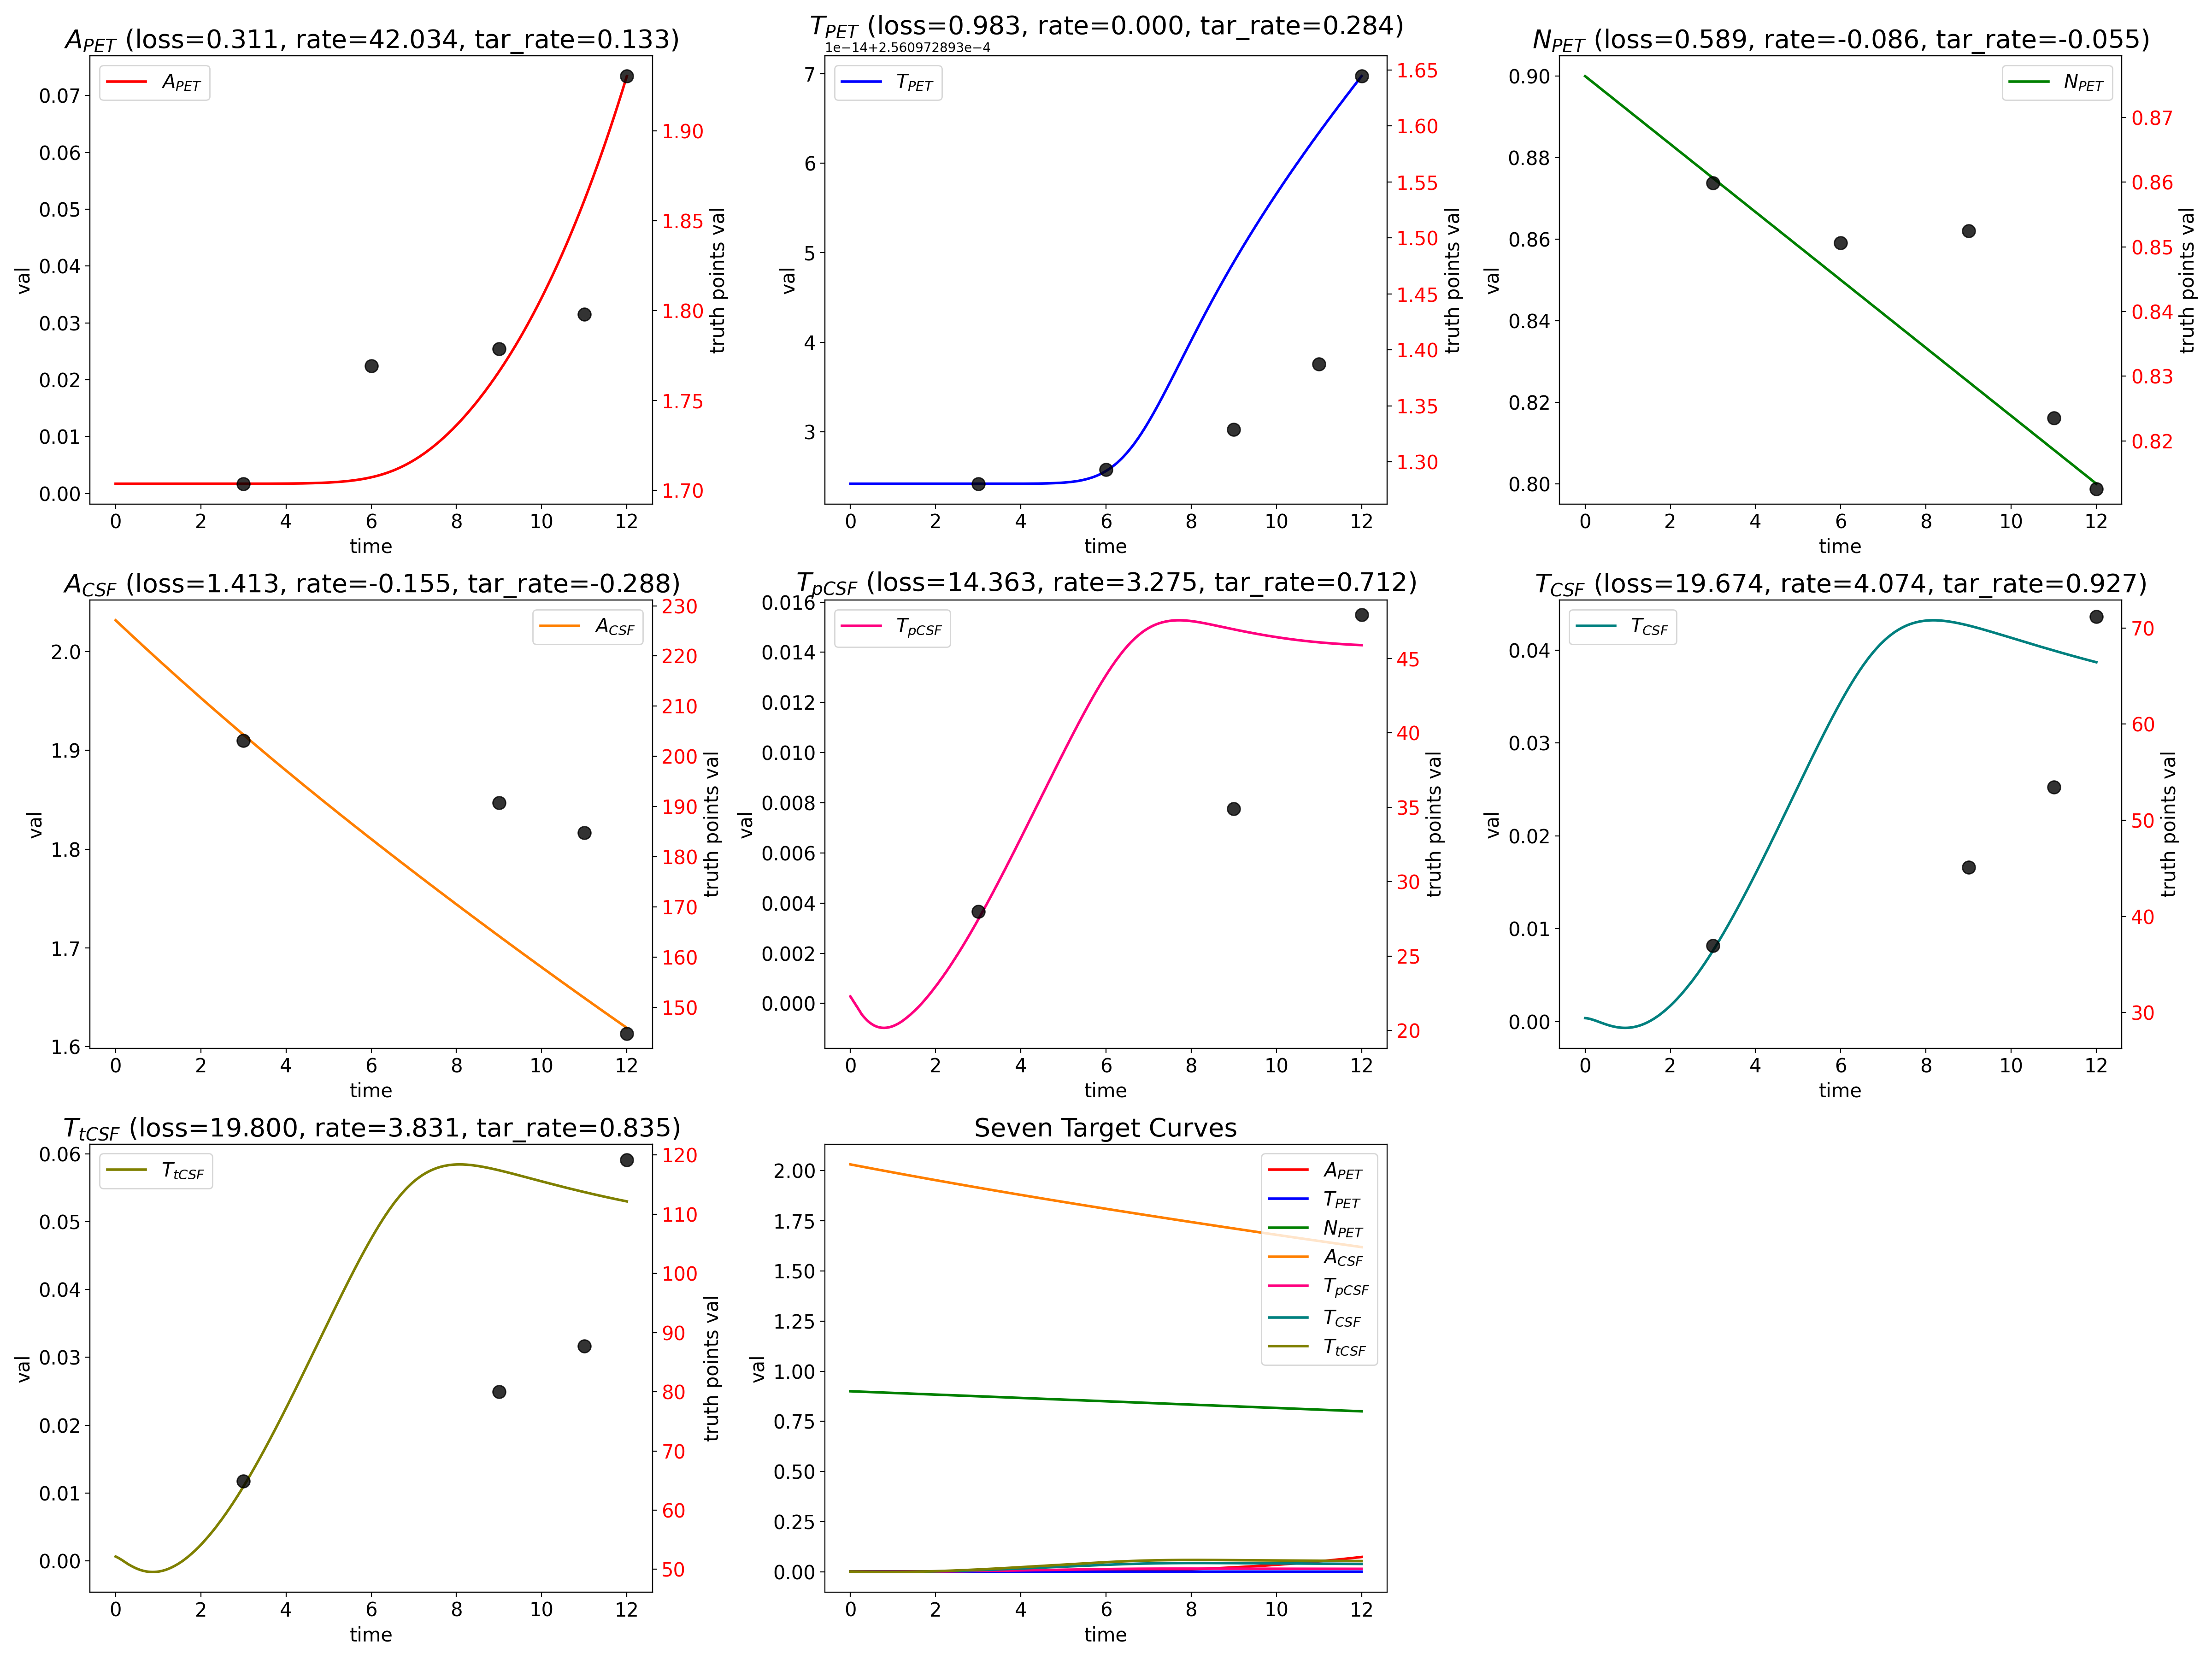 A_PET (loss=0.311, rate=42.034, tar_rate=0.133)
A_PET
0.07
0.06
0.05
0.04
0.03
0.02
0.01
0.00
val
1.90
1.85
1.80
1.75
1.70
truth points val
0 2 4 6 8 10 12
time
T_PET (loss=0.983, rate=0.000, tar_rate=0.284)
1e−14+2.560972893e−4
T_PET
7
6
5
4
3
val
1.65
1.60
1.55
1.50
1.45
1.40
1.35
1.30
truth points val
0 2 4 6 8 10 12
time
N_PET (loss=0.589, rate=-0.086, tar_rate=-0.055)
N_PET
0.90
0.88
0.86
0.84
0.82
0.80
val
0.87
0.86
0.85
0.84
0.83
0.82
truth points val
0 2 4 6 8 10 12
time
A_CSF (loss=1.413, rate=-0.155, tar_rate=-0.288)
A_CSF
2.0
1.9
1.8
1.7
1.6
val
230
220
210
200
190
180
170
160
150
truth points val
0 2 4 6 8 10 12
time
T_pCSF (loss=14.363, rate=3.275, tar_rate=0.712)
T_pCSF
0.016
0.014
0.012
0.010
0.008
0.006
0.004
0.002
0.000
val
45
40
35
30
25
20
truth points val
0 2 4 6 8 10 12
time
T_CSF (loss=19.674, rate=4.074, tar_rate=0.927)
T_CSF
0.04
0.03
0.02
0.01
0.00
val
70
60
50
40
30
truth points val
0 2 4 6 8 10 12
time
T_tCSF (loss=19.800, rate=3.831, tar_rate=0.835)
T_tCSF
0.06
0.05
0.04
0.03
0.02
0.01
0.00
val
120
110
100
90
80
70
60
50
truth points val
0 2 4 6 8 10 12
time
Seven Target Curves
A_PET
T_PET
N_PET
A_CSF
T_pCSF
T_CSF
T_tCSF
2.00
1.75
1.50
1.25
1.00
0.75
0.50
0.25
0.00
val
0 2 4 6 8 10 12
time